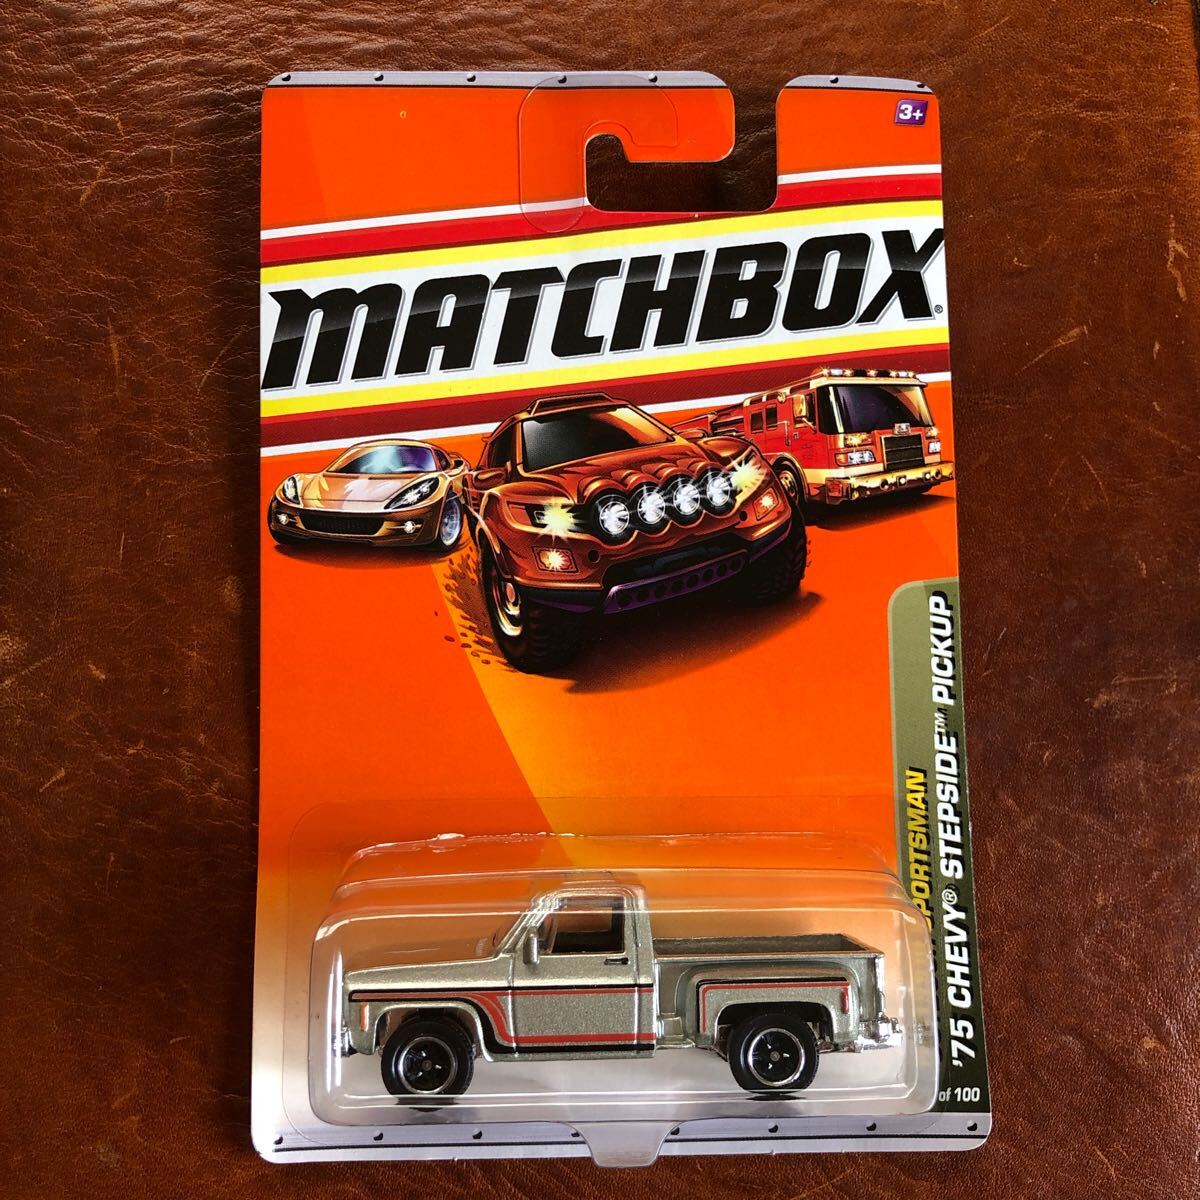 3+
MATCHBOX®
SPORTSMAN
'75 CHEVY® STEPSIDE™ PICKUP
of 100